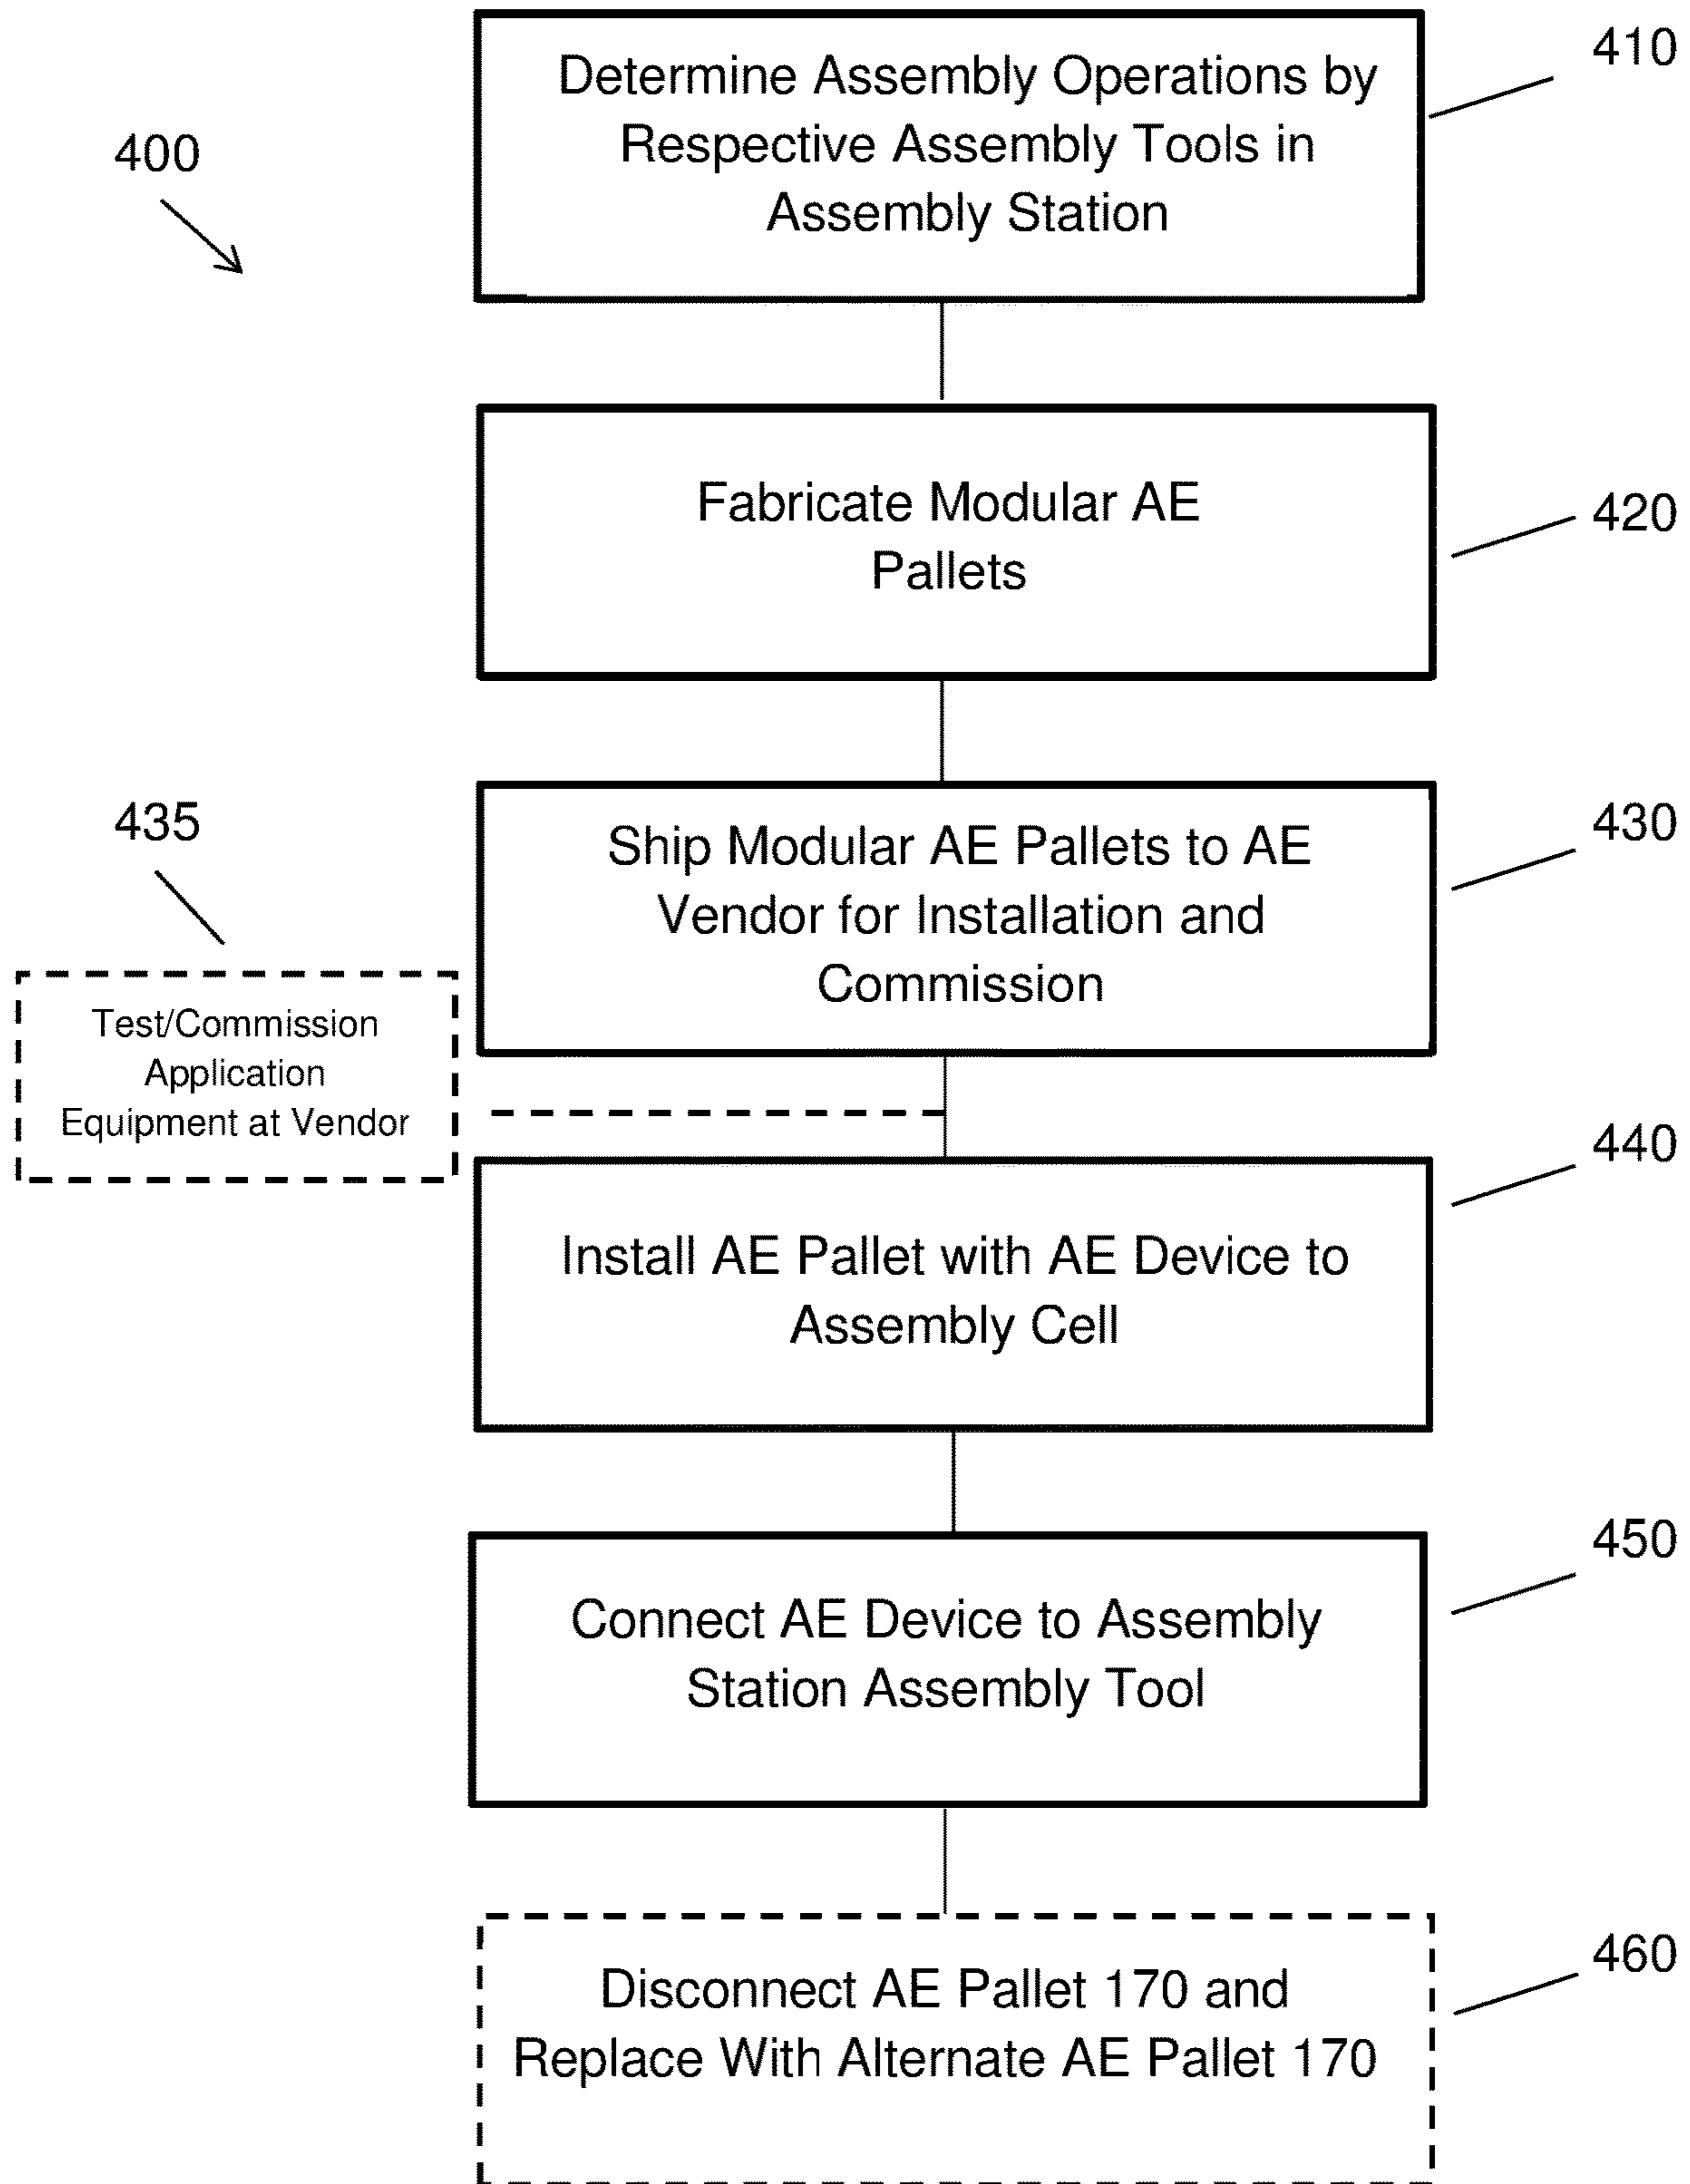 410
Determine Assembly Operations by
Respective Assembly Tools in
Assembly Station
400
Fabricate Modular AE
Pallets
420
Ship Modular AE Pallets to AE
Vendor for Installation and
Commission
430
435
Test/Commission
Application
Equipment at Vendor
440
Install AE Pallet with AE Device to
Assembly Cell
450
Connect AE Device to Assembly
Station Assembly Tool
460
Disconnect AE Pallet 170 and
Replace With Alternate AE Pallet 170